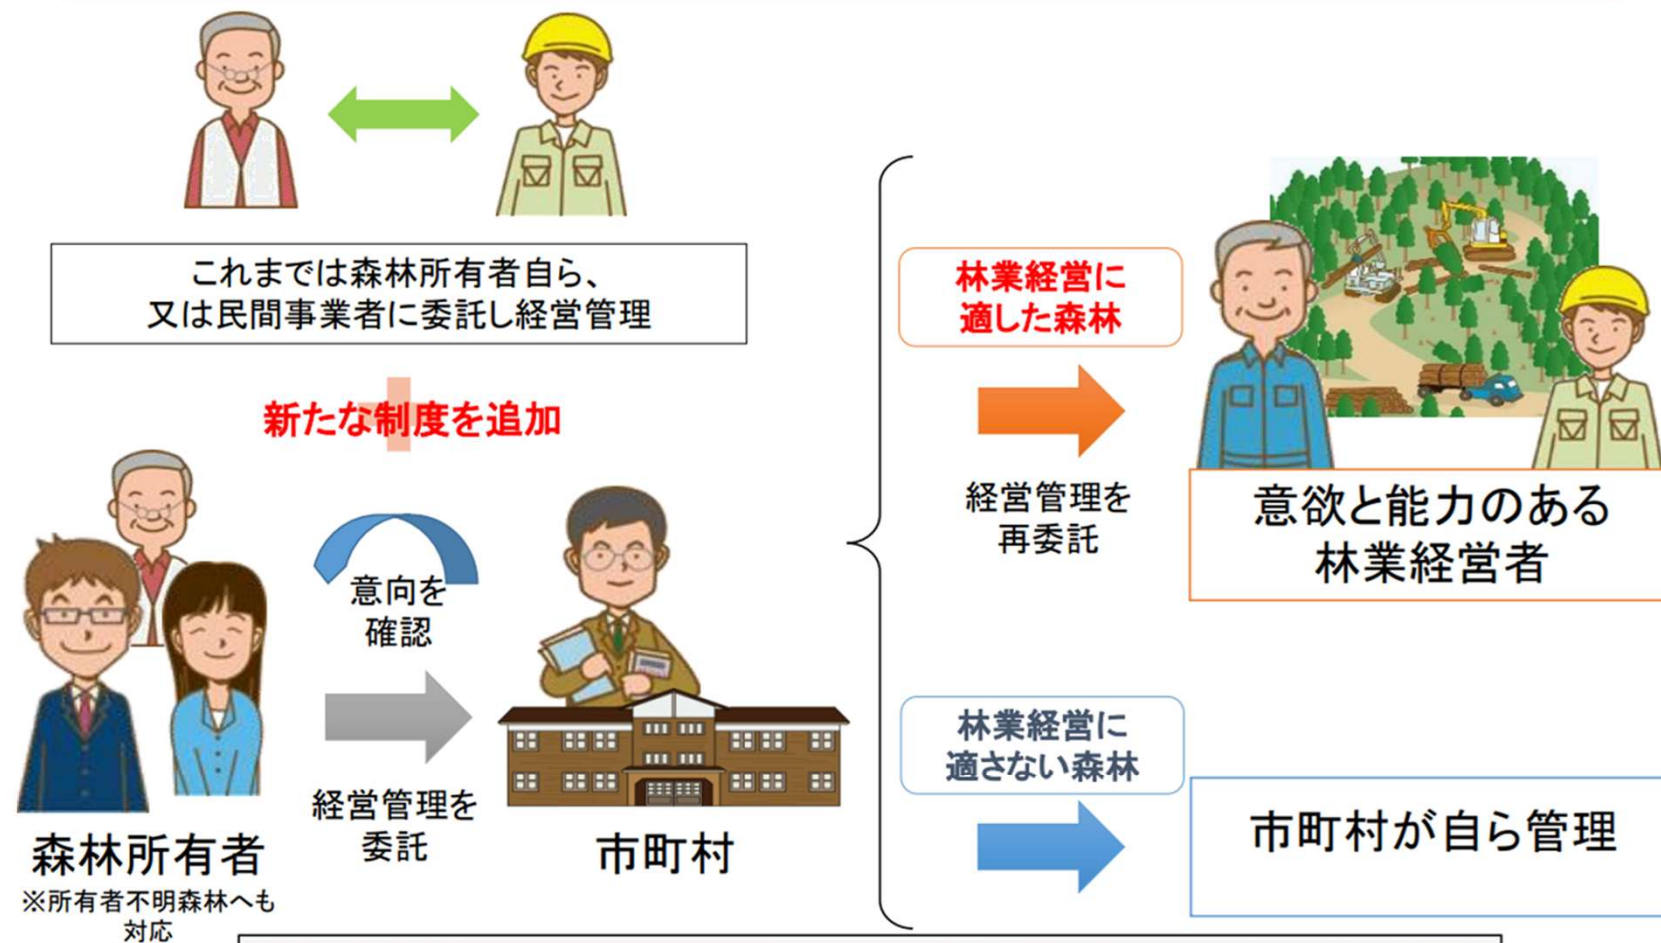 これまでは森林所有者自ら、
又は民間事業者に委託し経営管理
新たな制度を追加
意向を
確認
経営管理を
委託
森林所有者
※所有者不明森林へも
対応
市町村
林業経営に
適した森林
経営管理を
再委託
意欲と能力のある
林業経営者
林業経営に
適さない森林
市町村が自ら管理